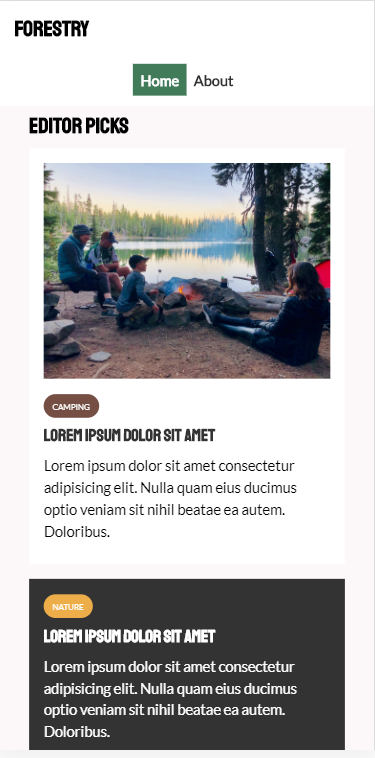 FORESTRY
Home About
EDITOR PICKS
CAMPING
LOREM IPSUM DOLOR SIT AMET
Lorem ipsum dolor sit amet consectetur
adipisicing elit. Nulla quam eius ducimus
optio veniam sit nihil beatae ea autem.
Doloribus.
NATURE
LOREM IPSUM DOLOR SIT AMET
Lorem ipsum dolor sit amet consectetur
adipisicing elit. Nulla quam eius ducimus
optio veniam sit nihil beatae ea autem.
Doloribus.